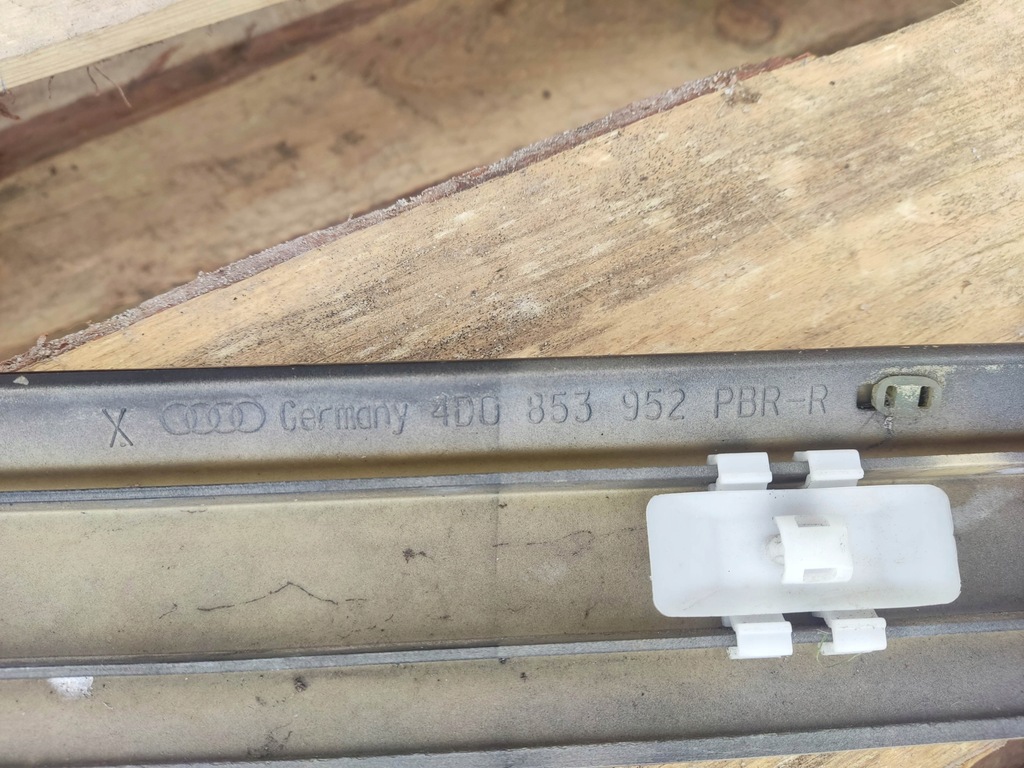 X Germany 4D0 853 952 PBR-R